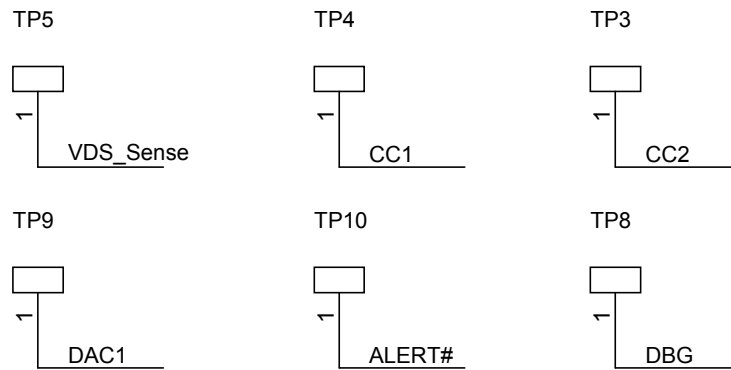 TP5 TP4 TP3
1 1 1
VDS_Sense CC1 CC2
TP9 TP10 TP8
1 1 1
DAC1 ALERT# DBG